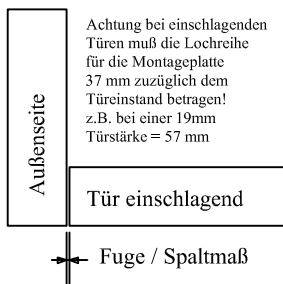 Achtung bei einschlagenden
Türen muß die Lochreihe
für die Montageplatte
37 mm zuzüglich dem
Türeinstand betragen!
z.B. bei einer 19mm
Türstärke = 57 mm
Außenseite
Tür einschlagend
Fuge / Spaltmaß